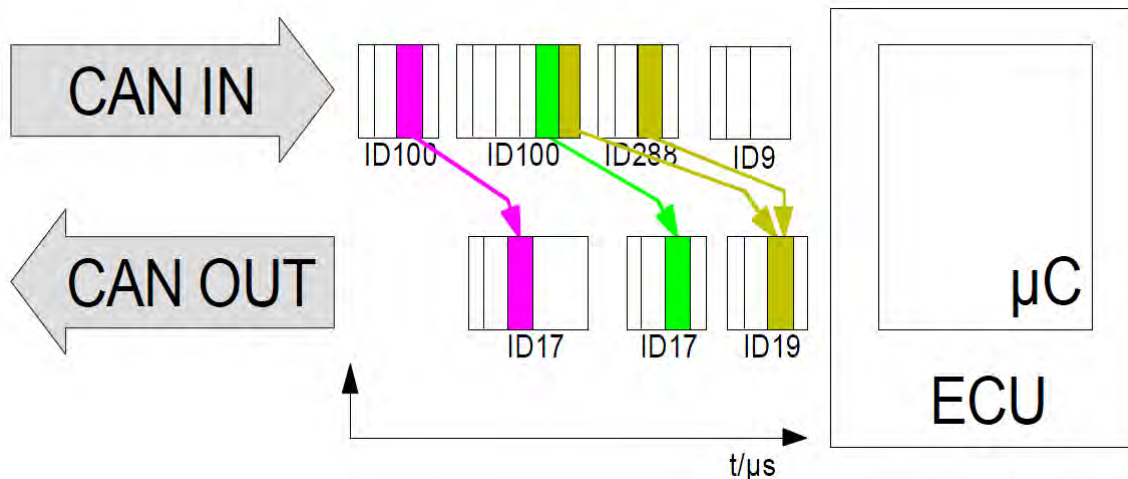 CAN IN
ID100
ID100
ID288
ID9
CAN OUT
ID17
ID17
ID19
µC
ECU
t/µs